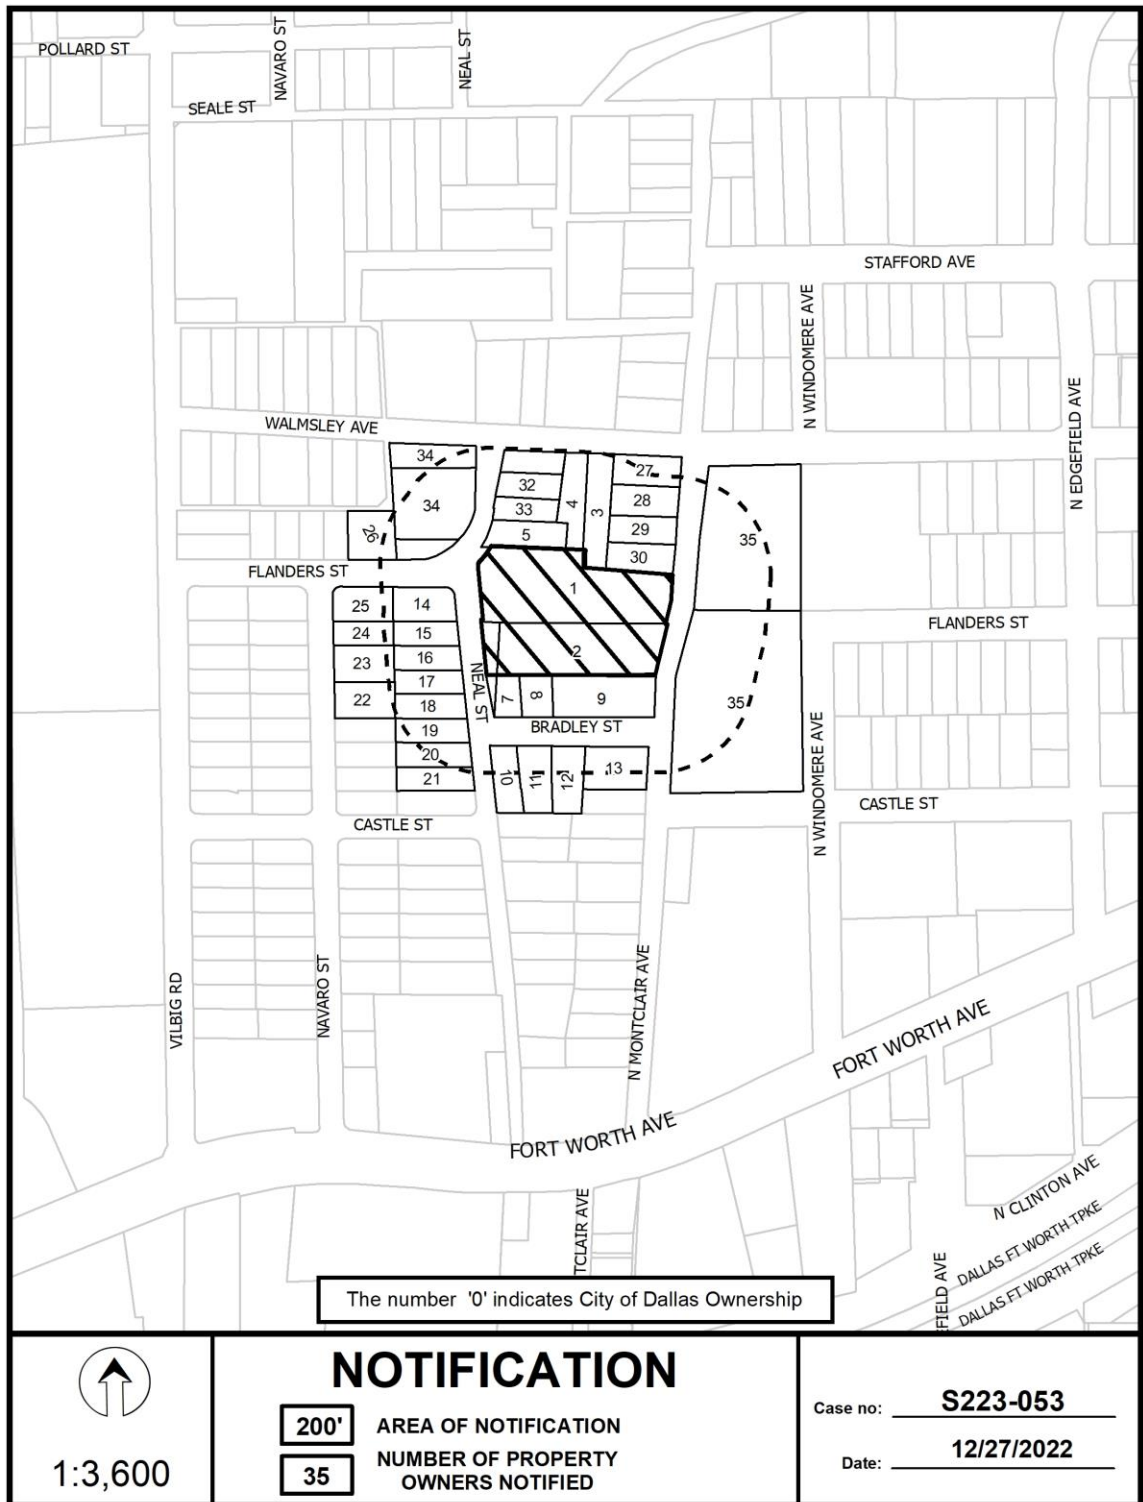 POLLARD ST
NAVARO ST
NEAL ST
SEALE ST
STAFFORD AVE
N WINDOMERE AVE
N EDGEFIELD AVE
WALMSLEY AVE
34
27
32
28
34
33
4
3
35
26
5
29
30
FLANDERS ST
1
25
14
FLANDERS ST
24
15
2
23
16
17
NEAL ST
7
8
9
22
18
35
19
BRADLEY ST
20
10
11
12
13
21
N WINDOMERE AVE
CASTLE ST
CASTLE ST
VILBIG RD
NAVARO ST
N MONTCLAIR AVE
FORT WORTH AVE
FORT WORTH AVE
N CLINTON AVE
TCLAIR AVE
DALLAS FT WORTH TPKE
DALLAS FT WORTH TPKE
EFIELD AVE
The number '0' indicates City of Dallas Ownership
1:3,600
NOTIFICATION
200' AREA OF NOTIFICATION
35 NUMBER OF PROPERTY
OWNERS NOTIFIED
Case no: S223-053
Date: 12/27/2022